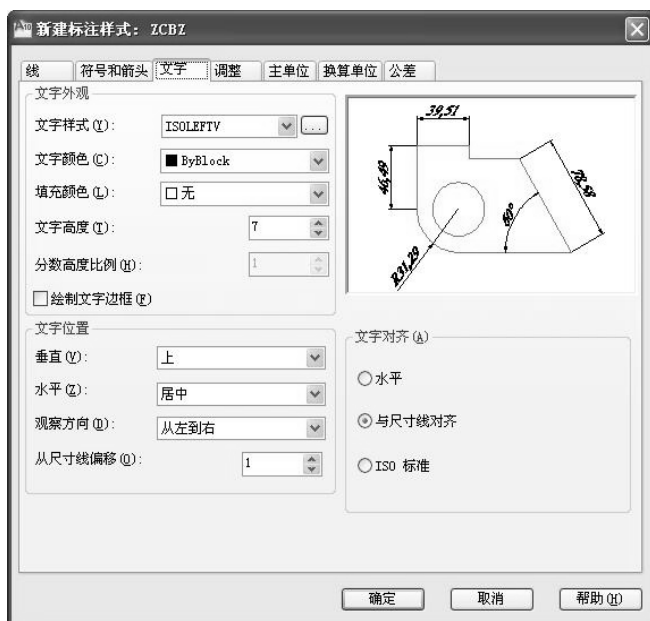 新建标注样式: ZCBZ
线 符号和箭头 文字 调整 主单位 换算单位 公差
文字外观
文字样式(Y): ISOLEFTV ...
文字颜色(C): ByBlock
填充颜色(L): 无
文字高度(T): 7
分数高度比例(H): 1
绘制文字边框(F)
39,51
46,49
78,58
60°
R31,29
文字位置
垂直(V): 上
水平(Z): 居中
观察方向(D): 从左到右
从尺寸线偏移(O): 1
文字对齐(A)
水平
与尺寸线对齐
ISO 标准
确定 取消 帮助(H)